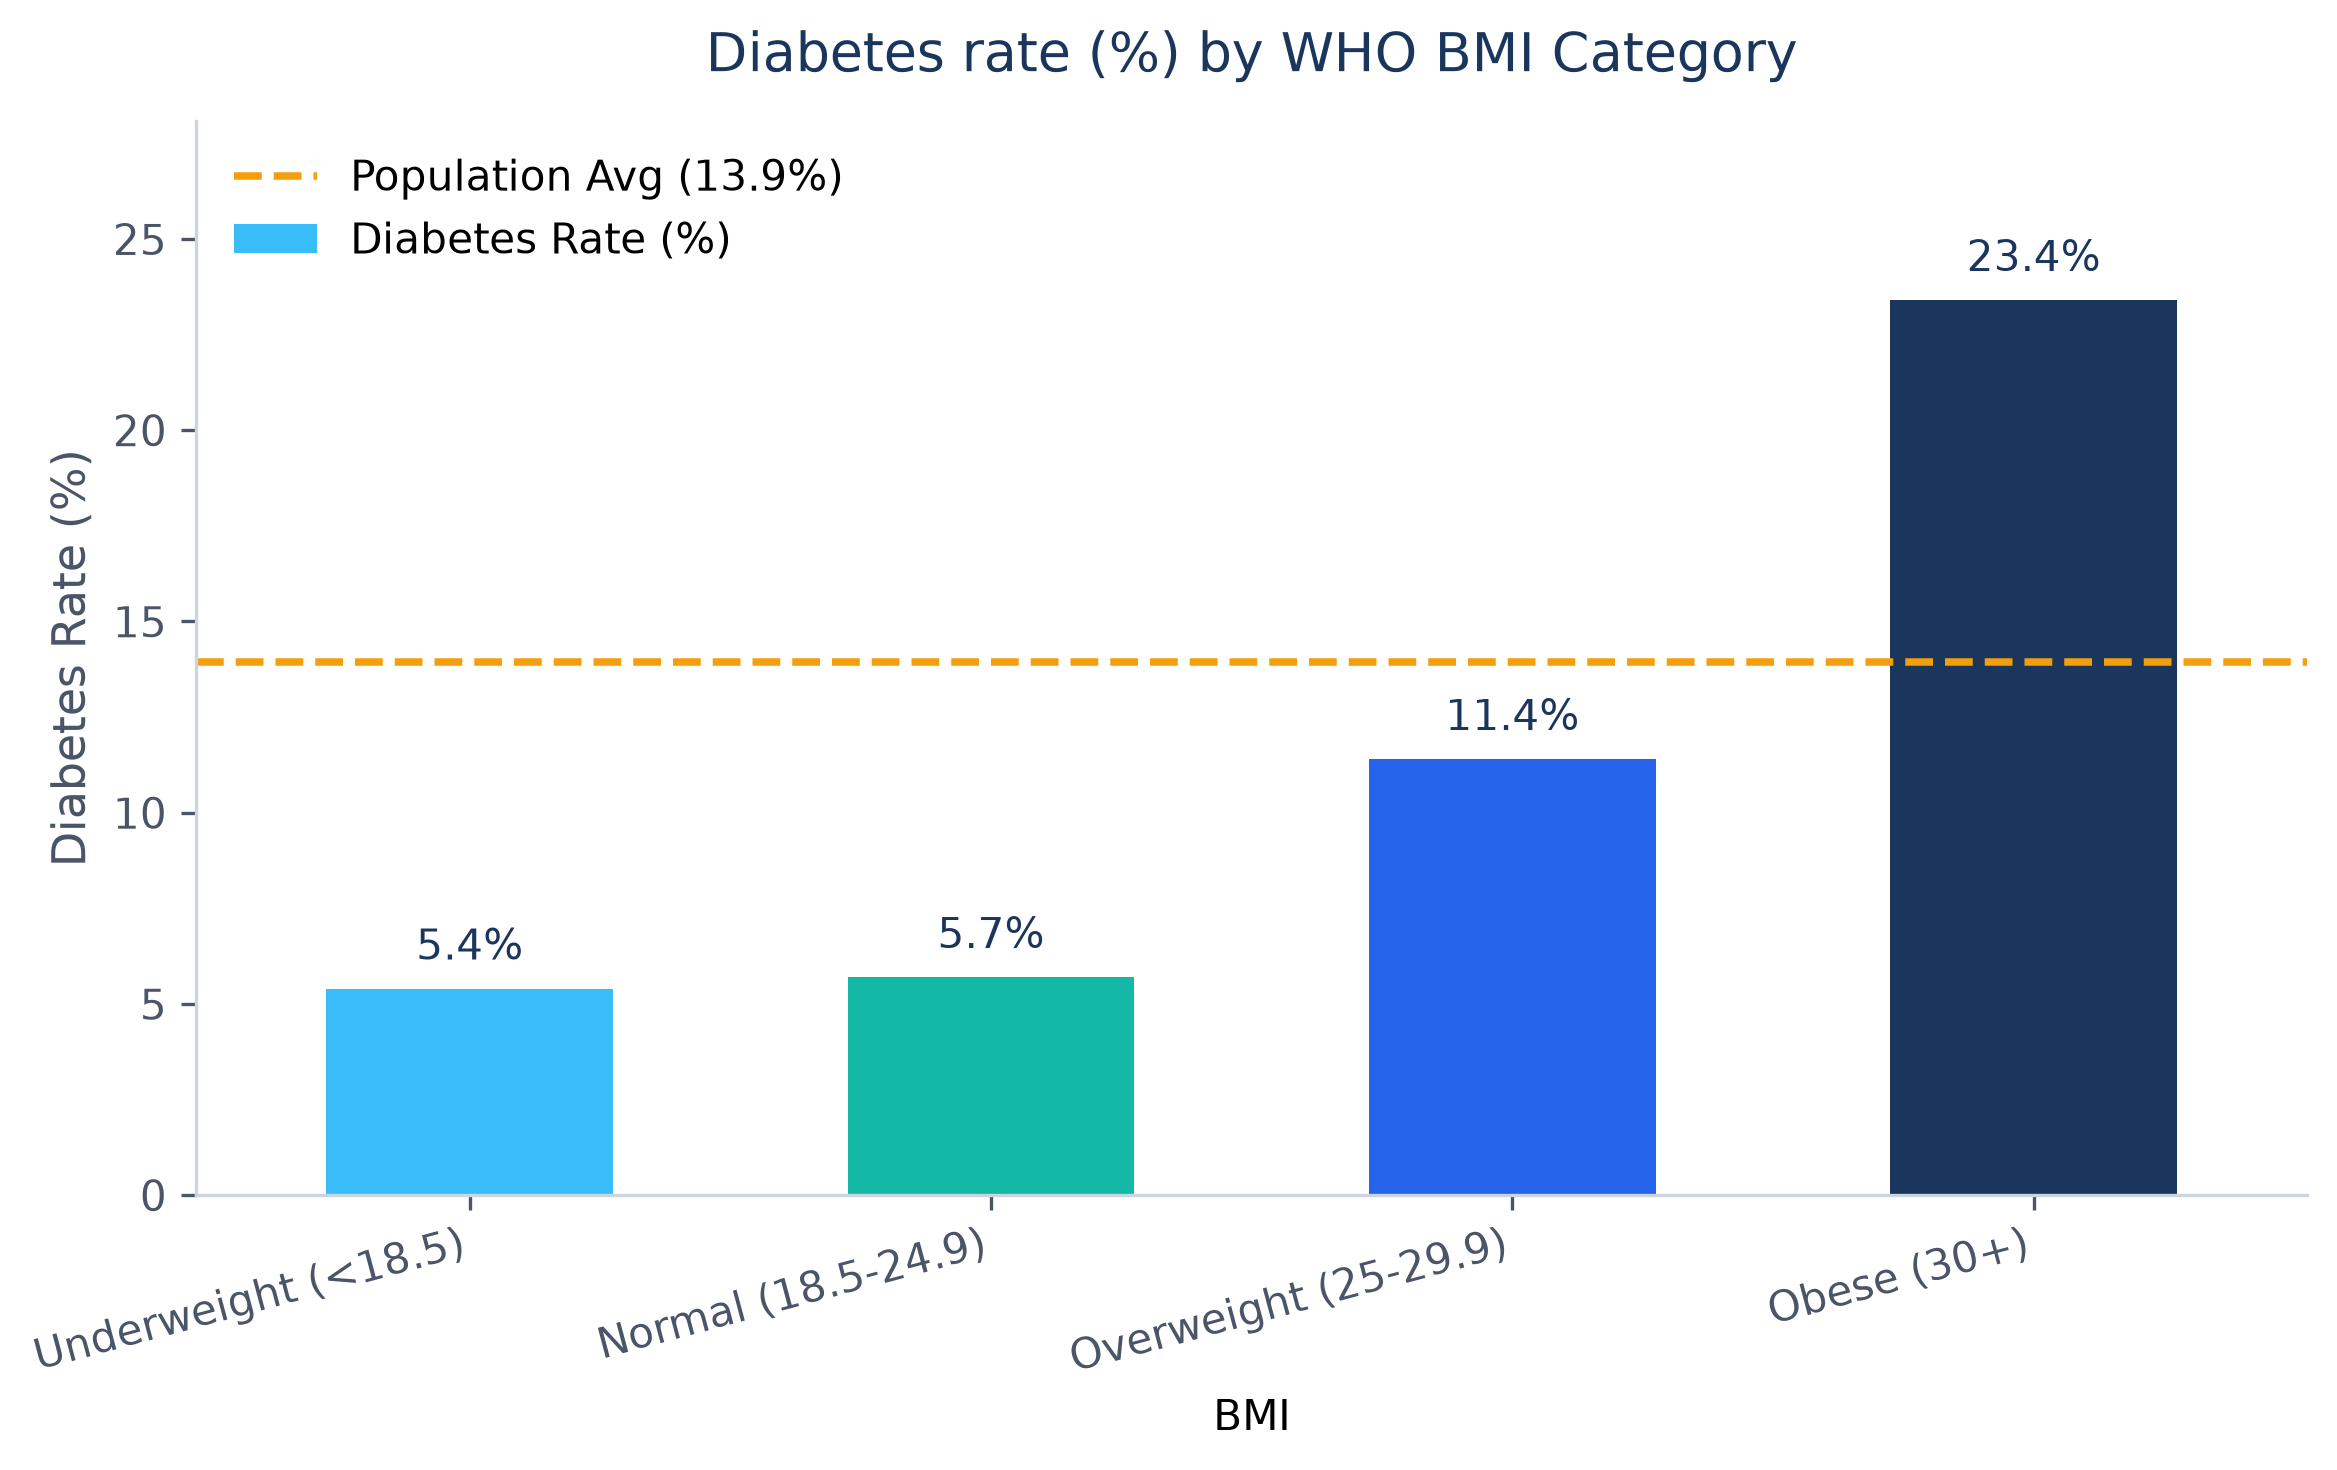 Diabetes rate (%) by WHO BMI Category
Population Avg (13.9%)
Diabetes Rate (%)
Diabetes Rate (%)
25
20
15
10
5
0
5.4%
5.7%
11.4%
23.4%
Underweight (<18.5)
Normal (18.5-24.9)
Overweight (25-29.9)
Obese (30+)
BMI